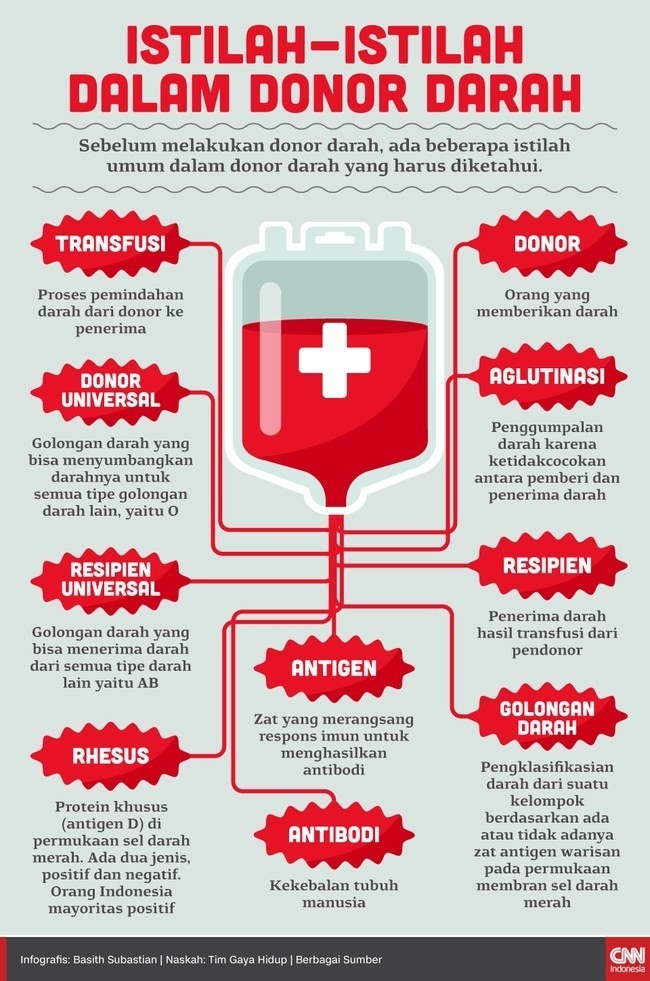 ISTILAH-ISTILAH
DALAM DONOR DARAH
Sebelum melakukan donor darah, ada beberapa istilah
umum dalam donor darah yang harus diketahui.
TRANSFUSI
Proses pemindahan
darah dari donor ke
penerima
DONOR
UNIVERSAL
Golongan darah yang
bisa menyumbangkan
darahnya untuk
semua tipe golongan
darah lain, yaitu O
RESIPIEN
UNIVERSAL
Golongan darah yang
bisa menerima darah
dari semua tipe darah
lain yaitu AB
RHESUS
Protein khusus
(antigen D) di
permukaan sel darah
merah. Ada dua jenis,
positif dan negatif.
Orang Indonesia
mayoritas positif
ANTIGEN
Zat yang merangsang
respons imun untuk
menghasilkan
antibodi
ANTIBODI
Kekebalan tubuh
manusia
DONOR
Orang yang
memberikan darah
AGLUTINASI
Penggumpalan
darah karena
ketidakcocokan
antara pemberi dan
penerima darah
RESIPIEN
Penerima darah
hasil transfusi dari
pendonor
GOLONGAN
DARAH
Pengklasifikasian
darah dari suatu
kelompok
berdasarkan ada
atau tidak adanya
zat antigen warisan
pada permukaan
membran sel darah
merah
Infografis: Basith Subastian | Naskah: Tim Gaya Hidup | Berbagai Sumber
CNN
Indonesia